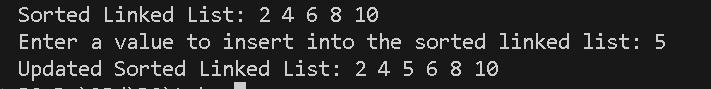 Sorted Linked List: 2 4 6 8 10
Enter a value to insert into the sorted linked list: 5
Updated Sorted Linked List: 2 4 5 6 8 10